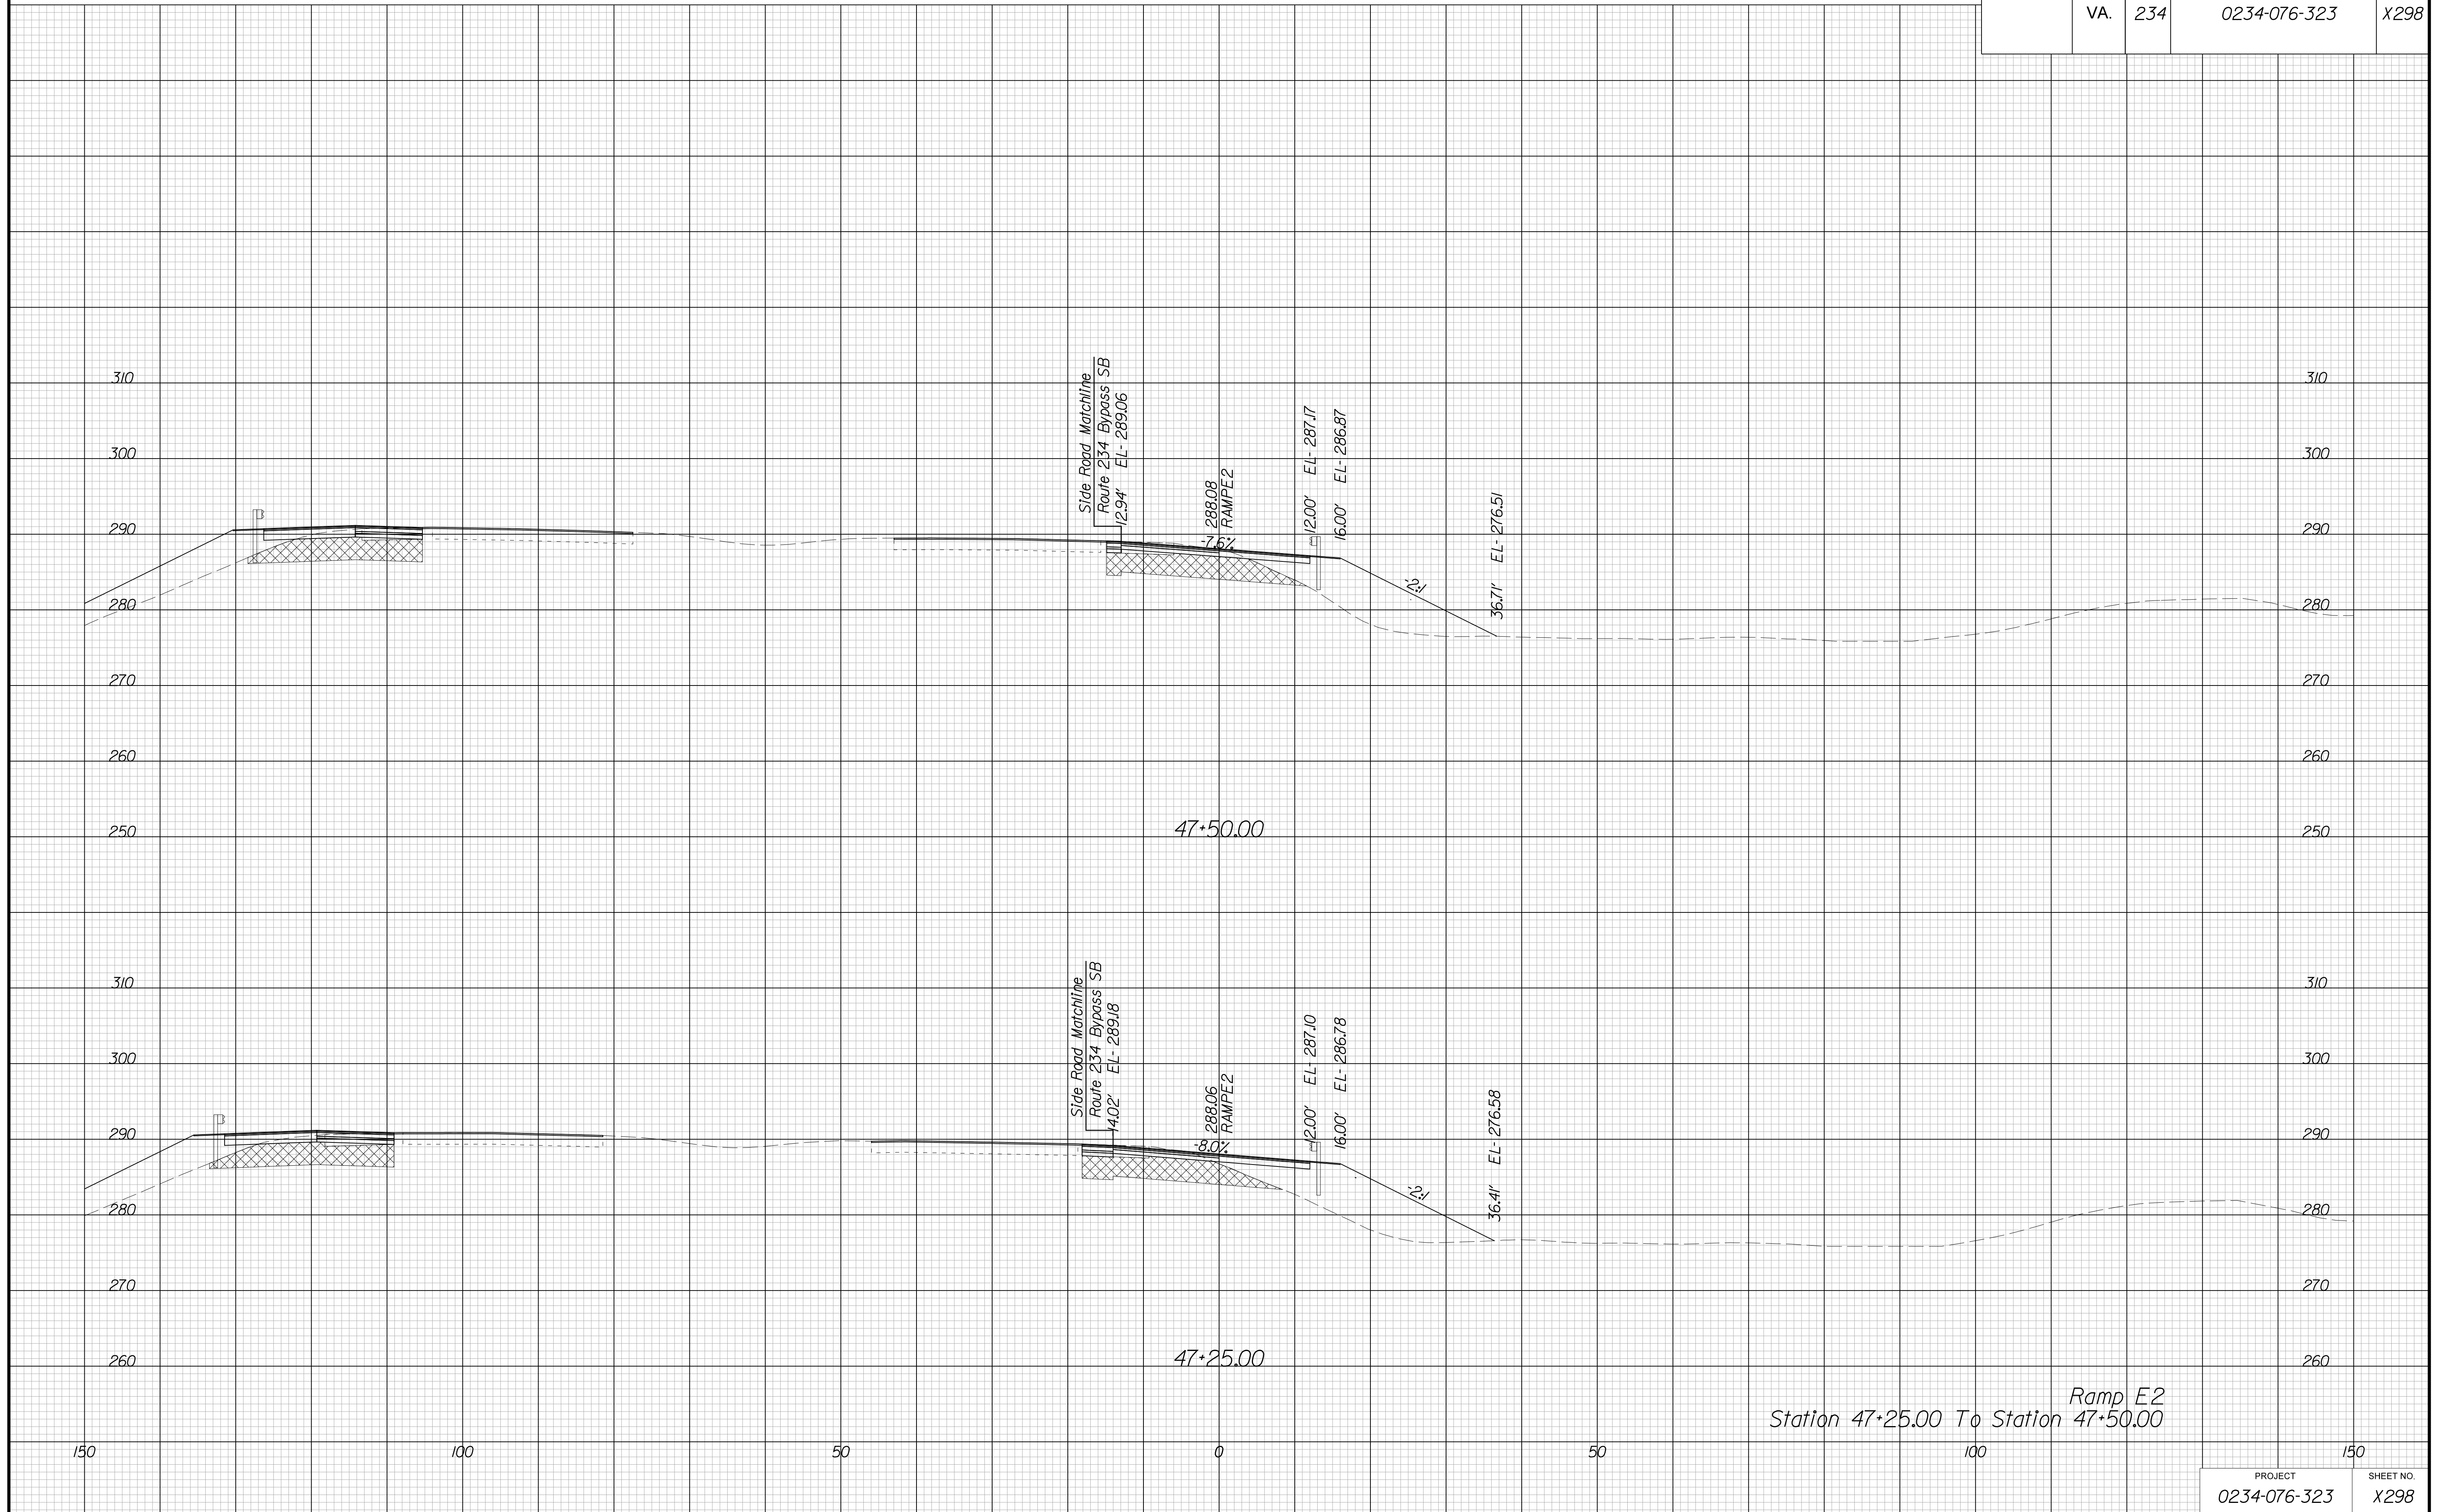 VA. 234 0234-076-323 X298
Side Road Matchline
Route 234 Bypass SB
12.94' EL- 289.06
288.08
RAMPE2
12.00' EL- 287.17
16.00' EL- 286.87
36.71' EL- 276.51
-7.6%
-2:1
310 310
300 300
290 290
280 280
270 270
260 260
250 250
47+50.00
Side Road Matchline
Route 234 Bypass SB
14.02' EL- 289.18
288.06
RAMPE2
12.00' EL- 287.10
16.00' EL- 286.78
36.41' EL- 276.58
-8.0%
-2:1
310 310
300 300
290 290
280 280
270 270
260 260
47+25.00
Ramp E2
Station 47+25.00 To Station 47+50.00
150 100 50 0 50 100 150
PROJECT SHEET NO.
0234-076-323 X298